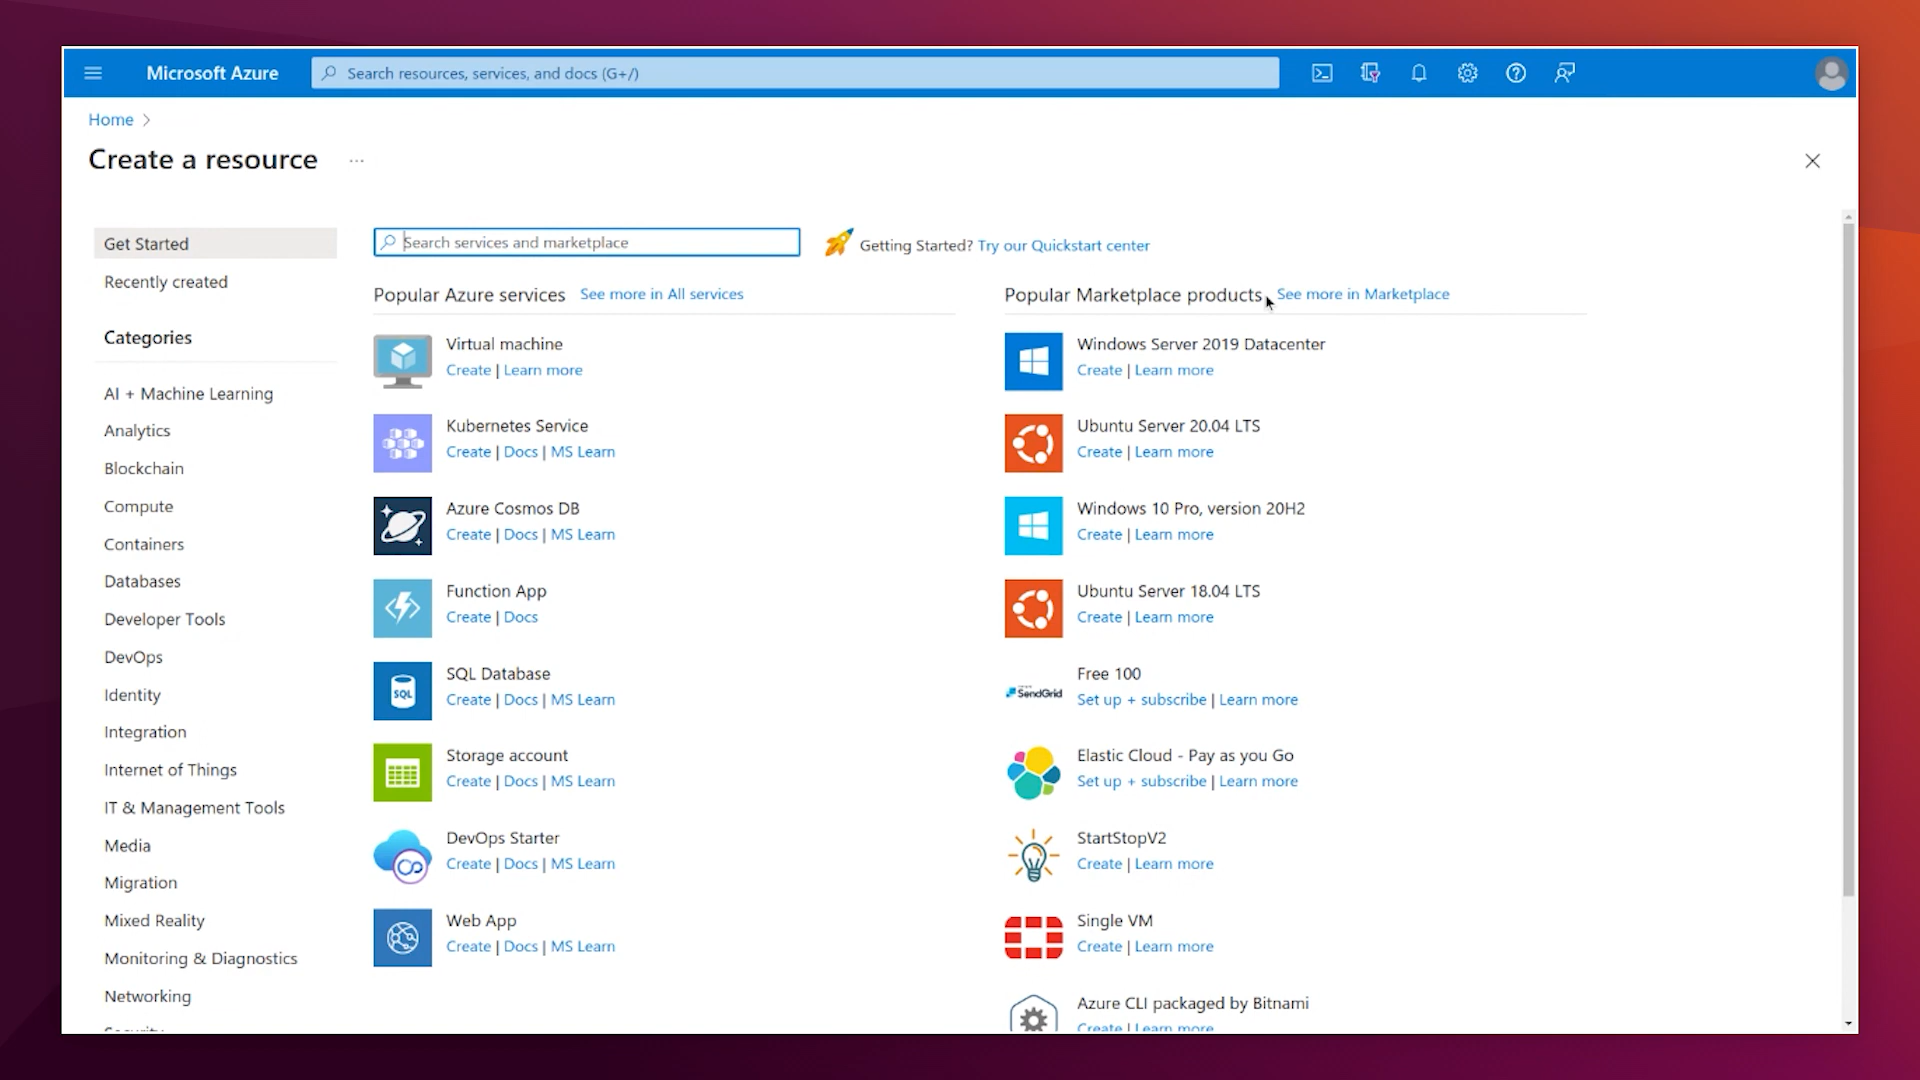 Microsoft Azure
Search resources, services, and docs (G+/)
Home
Create a resource
Get Started
Recently created
Categories
AI + Machine Learning
Analytics
Blockchain
Compute
Containers
Databases
Developer Tools
DevOps
Identity
Integration
Internet of Things
IT & Management Tools
Media
Migration
Mixed Reality
Monitoring & Diagnostics
Networking
Search services and marketplace
Getting Started? Try our Quickstart center
Popular Azure services See more in All services
Virtual machine
Create | Learn more
Kubernetes Service
Create | Docs | MS Learn
Azure Cosmos DB
Create | Docs | MS Learn
Function App
Create | Docs
SQL
SQL Database
Create | Docs | MS Learn
Storage account
Create | Docs | MS Learn
DevOps Starter
Create | Docs | MS Learn
Web App
Create | Docs | MS Learn
Popular Marketplace products See more in Marketplace
Windows Server 2019 Datacenter
Create | Learn more
Ubuntu Server 20.04 LTS
Create | Learn more
Windows 10 Pro, version 20H2
Create | Learn more
Ubuntu Server 18.04 LTS
Create | Learn more
SendGrid
Free 100
Set up + subscribe | Learn more
Elastic Cloud - Pay as you Go
Set up + subscribe | Learn more
StartStopV2
Create | Learn more
Single VM
Create | Learn more
Azure CLI packaged by Bitnami
Create | Learn more